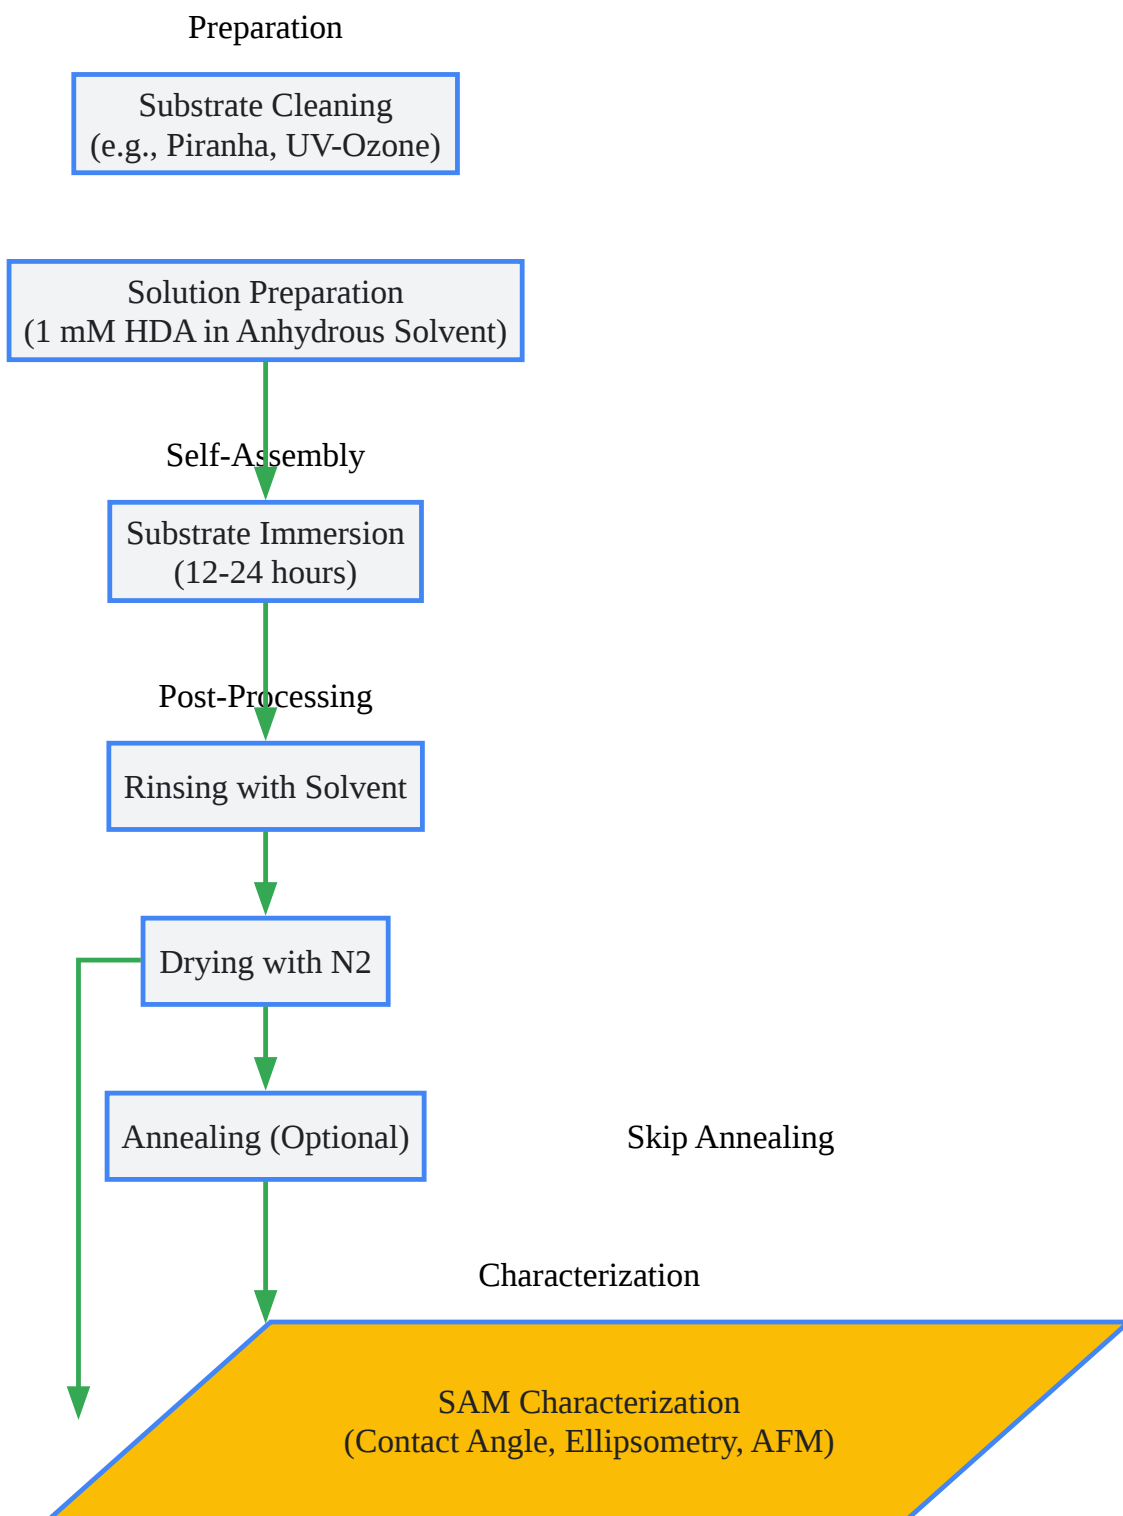 Preparation
Substrate Cleaning
(e.g., Piranha, UV-Ozone)
Solution Preparation
(1 mM HDA in Anhydrous Solvent)
Self-Assembly
Substrate Immersion
(12-24 hours)
Post-Processing
Rinsing with Solvent
Drying with N2
Annealing (Optional)
Skip Annealing
Characterization
SAM Characterization
(Contact Angle, Ellipsometry, AFM)